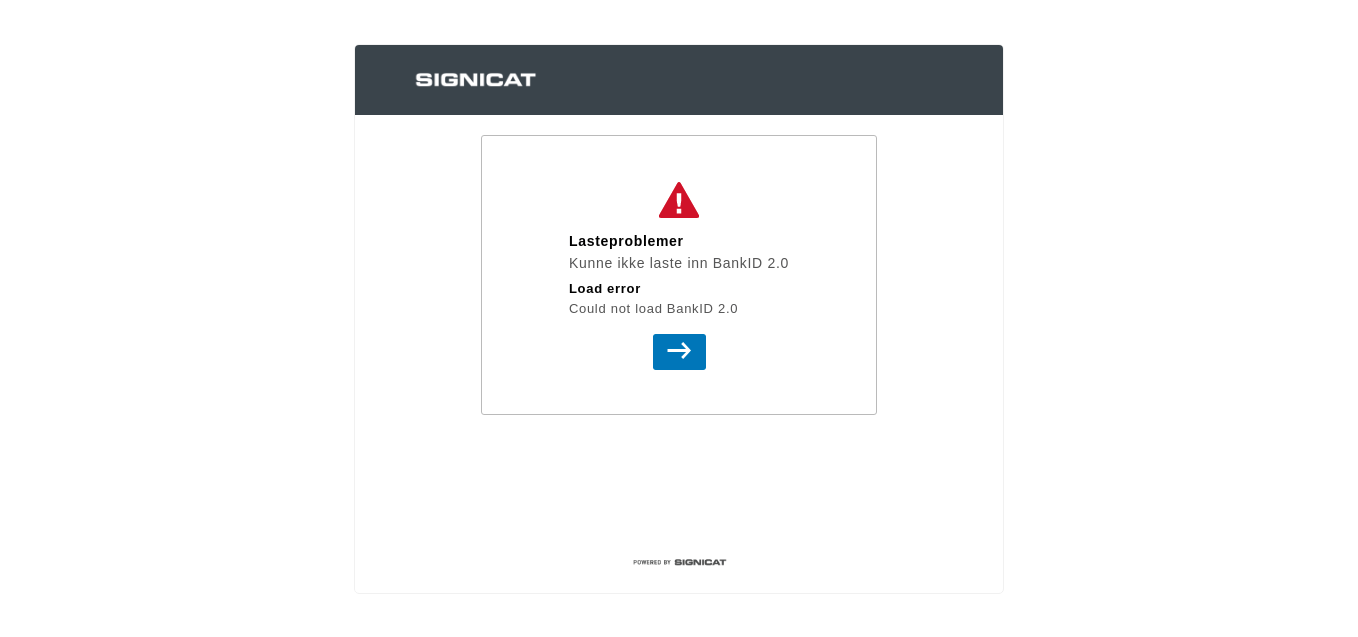 SIGNICAT
Lasteproblemer
Kunne ikke laste inn BankID 2.0
Load error
Could not load BankID 2.0
POWERED BY SIGNICAT